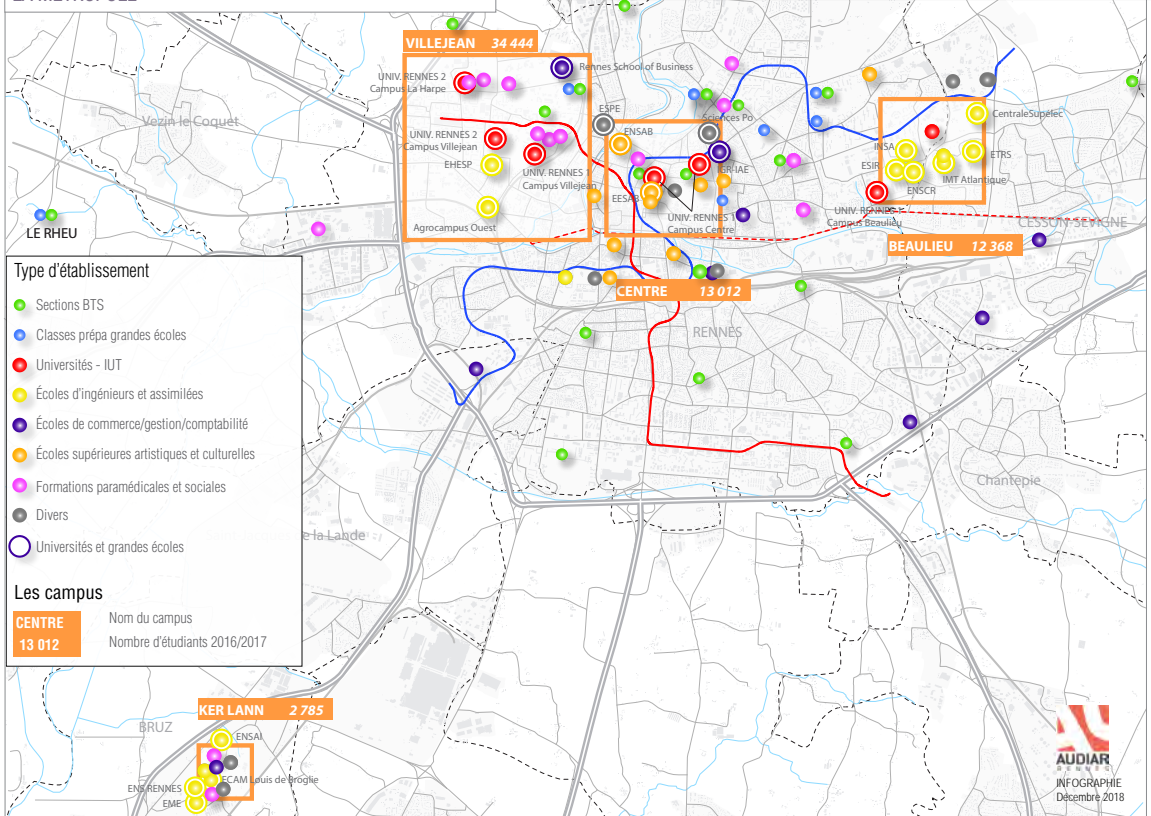 VILLEJEAN 34 444
UNIV. RENNES 2
Campus La Harpe
Rennes School of Business
Vezin le Coquet
ESPE
ENSAB
Sciences Po
CentraleSupélec
UNIV. RENNES 2
Campus Villejean
EHESP
UNIV. RENNES 1
Campus Villejean
IGR-IAE
INSA
ESIR
ETRS
IMT Atlantique
ENSCR
EESAB
UNIV. RENNES 1
Campus Centre
UNIV. RENNES 1
Campus Beaulieu
Agrocampus Ouest
LE RHEU
CESSON-SEVIGNE
BEAULIEU 12 368
CENTRE 13 012
RENNES
Chantepie
Type d'établissement
Sections BTS
Classes prépa grandes écoles
Universités - IUT
Écoles d'ingénieurs et assimilées
Écoles de commerce/gestion/comptabilité
Écoles supérieures artistiques et culturelles
Formations paramédicales et sociales
Divers
Universités et grandes écoles
de la Lande
Les campus
CENTRE
13 012
Nom du campus
Nombre d'étudiants 2016/2017
KER LANN 2 785
BRUZ
ENSAI
ECAM Louis de Broglie
ENS RENNES
EME
AUDIAR
RENNES
INFOGRAPHIE
Décembre 2018